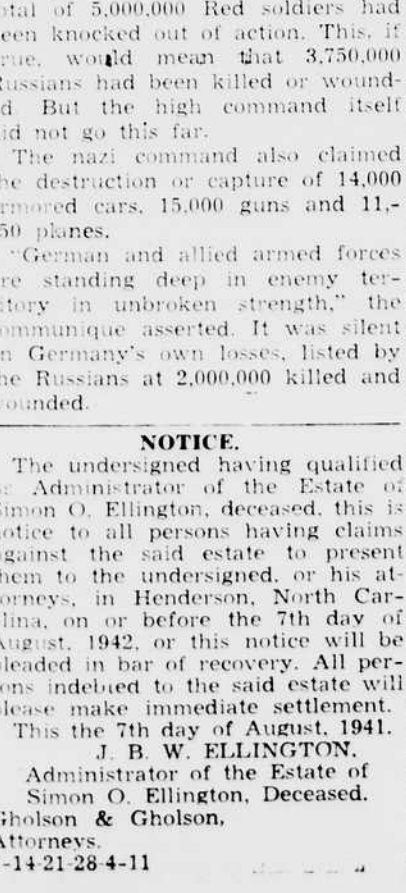 otal of 5,000,000 Red soldiers had
een knocked out of action. This, if
rue, would mean that 3,750,000
Russians had been killed or wound-
d. But the high command itself
id not go this far.
The nazi command also claimed
he destruction or capture of 14,000
rmored cars, 15,000 guns and 11,-
50 planes.
"German and allied armed forces
re standing deep in enemy ter-
itory in unbroken strength," the
ommunique asserted. It was silent
n Germany's own losses, listed by
he Russians at 2,000,000 killed and
ounded.
NOTICE.
The undersigned having qualified
Administrator of the Estate of
Simon O. Ellington, deceased, this is
notice to all persons having claims
against the said estate to present
them to the undersigned, or his at-
orneys, in Henderson, North Car-
lina, on or before the 7th day of
August, 1942, or this notice will be
pleaded in bar of recovery. All per-
ons indebted to the said estate will
please make immediate settlement.
This the 7th day of August, 1941.
J. B. W. ELLINGTON,
Administrator of the Estate of
Simon O. Ellington, Deceased.
Gholson & Gholson,
Attorneys.
-14-21-28-4-11